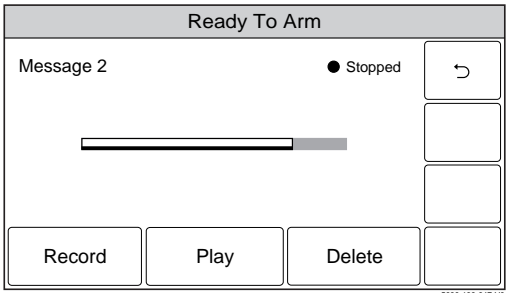 Ready To Arm
Message 2
Stopped
Record
Play
Delete